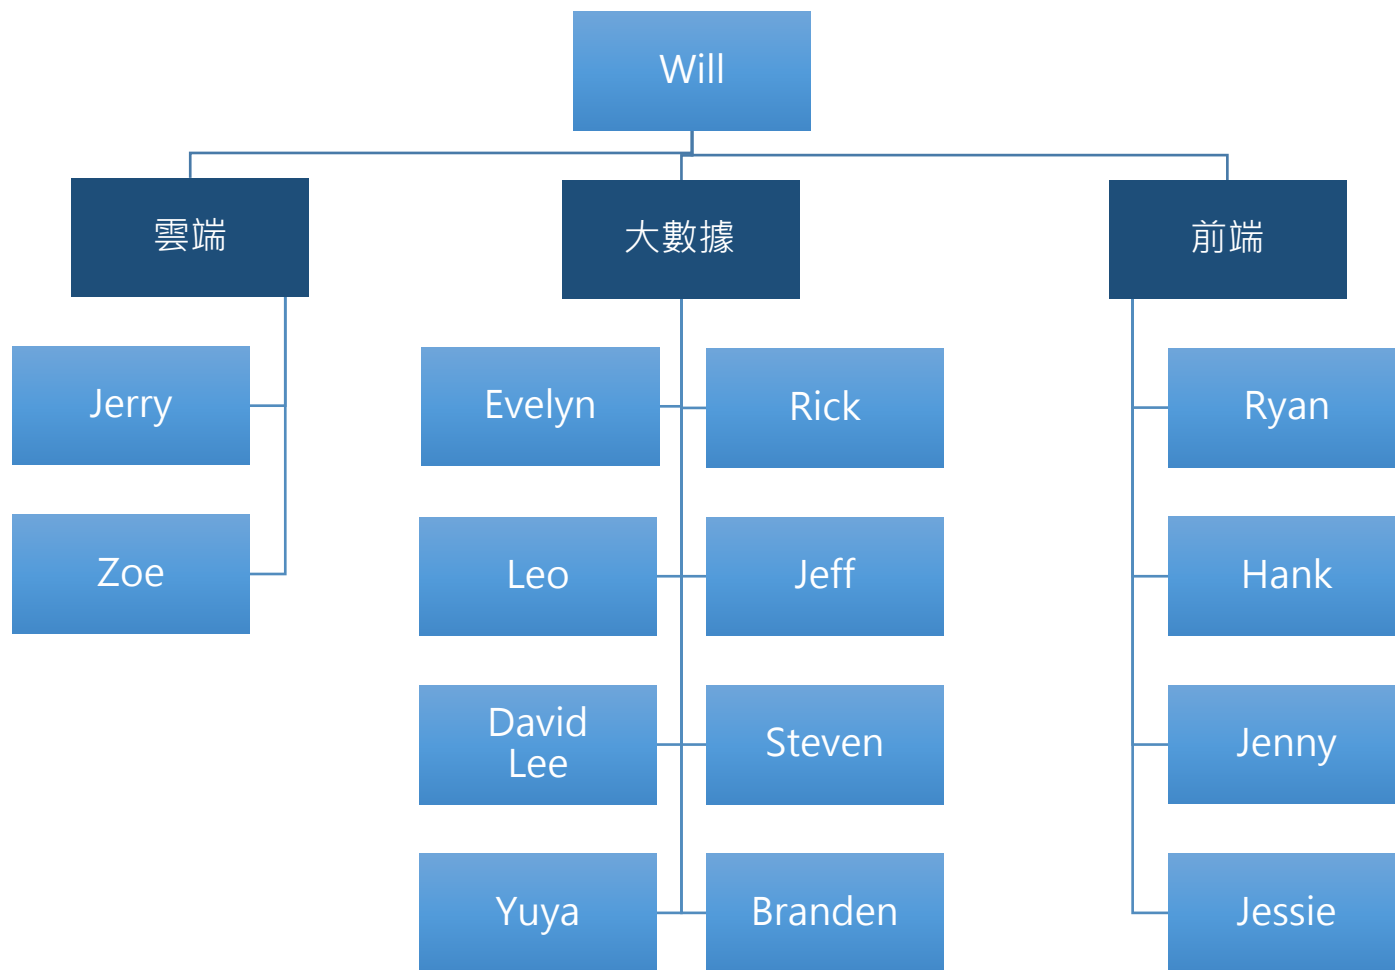 Will
雲端
大數據
前端
Jerry
Evelyn
Rick
Ryan
Zoe
Leo
Jeff
Hank
David
Lee
Steven
Jenny
Yuya
Branden
Jessie